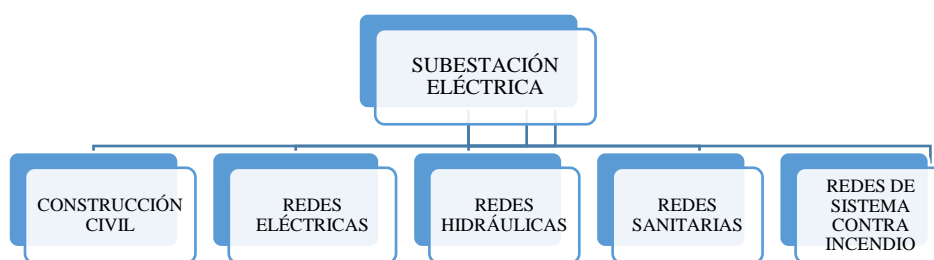 SUBESTACIÓN
ELÉCTRICA
CONSTRUCCIÓN
CIVIL
REDES
ELÉCTRICAS
REDES
HIDRÁULICAS
REDES
SANITARIAS
REDES DE
SISTEMA
CONTRA
INCENDIO